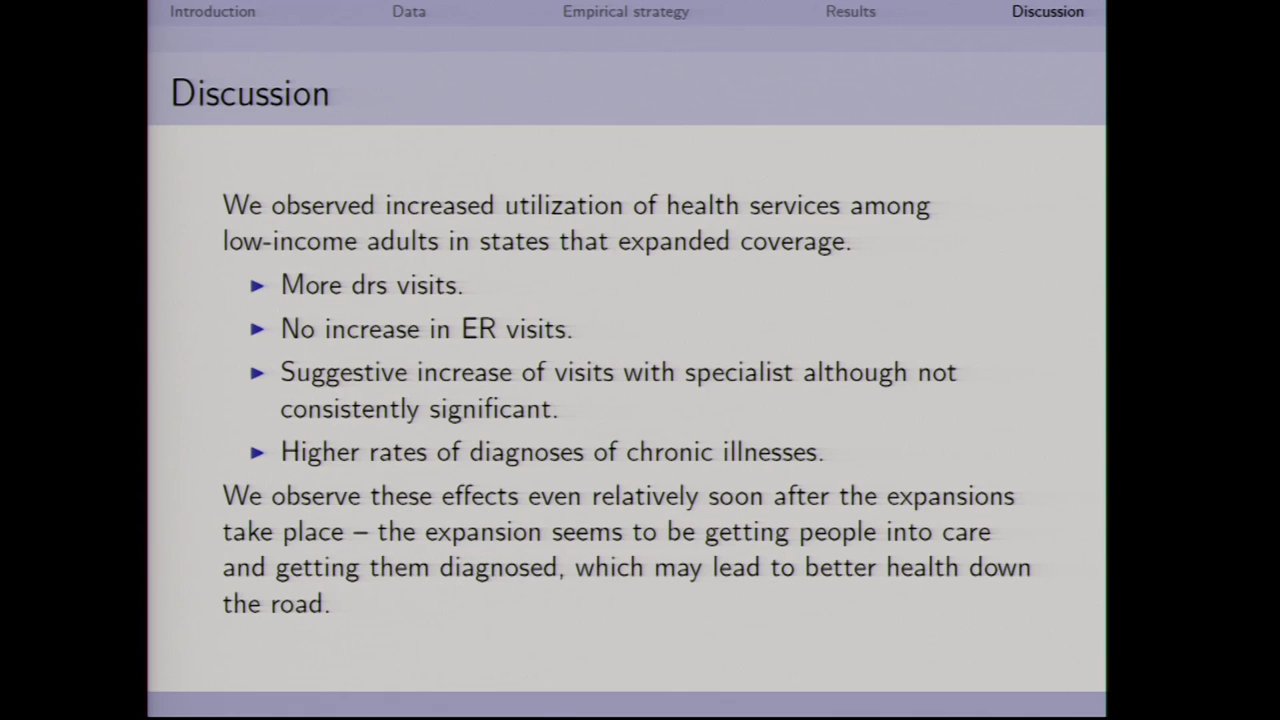 Introduction Data Empirical strategy Results Discussion
Discussion
We observed increased utilization of health services among
low-income adults in states that expanded coverage.
More drs visits.
No increase in ER visits.
Suggestive increase of visits with specialist although not
consistently significant.
Higher rates of diagnoses of chronic illnesses.
We observe these effects even relatively soon after the expansions
take place – the expansion seems to be getting people into care
and getting them diagnosed, which may lead to better health down
the road.